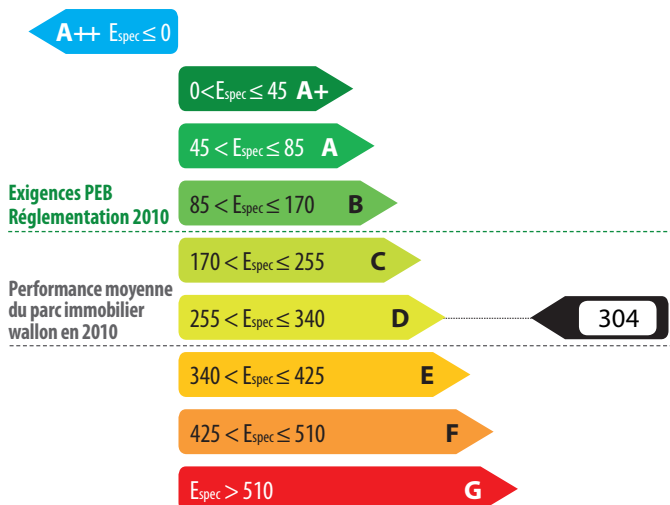 A++ Espec ≤ 0
0 < Espec ≤ 45 A+
45 < Espec ≤ 85 A
Exigences PEB
Réglementation 2010
85 < Espec ≤ 170 B
170 < Espec ≤ 255 C
Performance moyenne
du parc immobilier
wallon en 2010
255 < Espec ≤ 340 D
304
340 < Espec ≤ 425 E
425 < Espec ≤ 510 F
Espec > 510 G